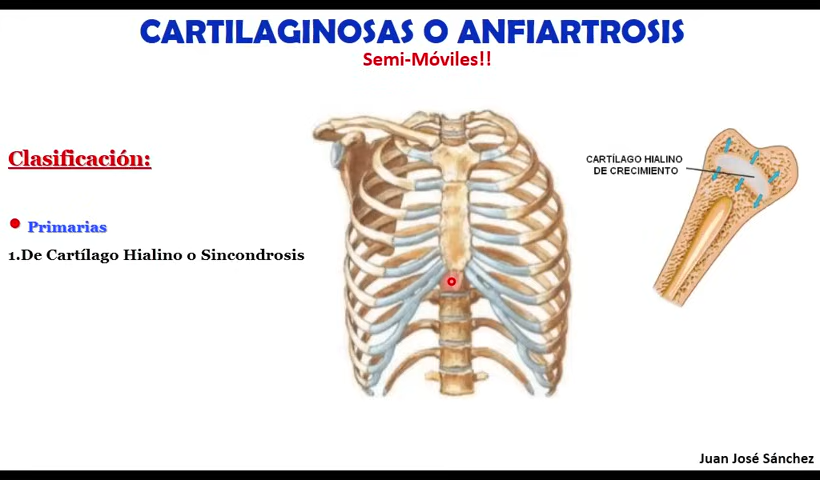 CARTILAGINOSAS O ANFIARTROSIS
Semi-Móviles!!
Clasificación:
Primarias
1.De Cartílago Hialino o Sincondrosis
CARTÍLAGO HIALINO
DE CRECIMIENTO
Juan José Sánchez